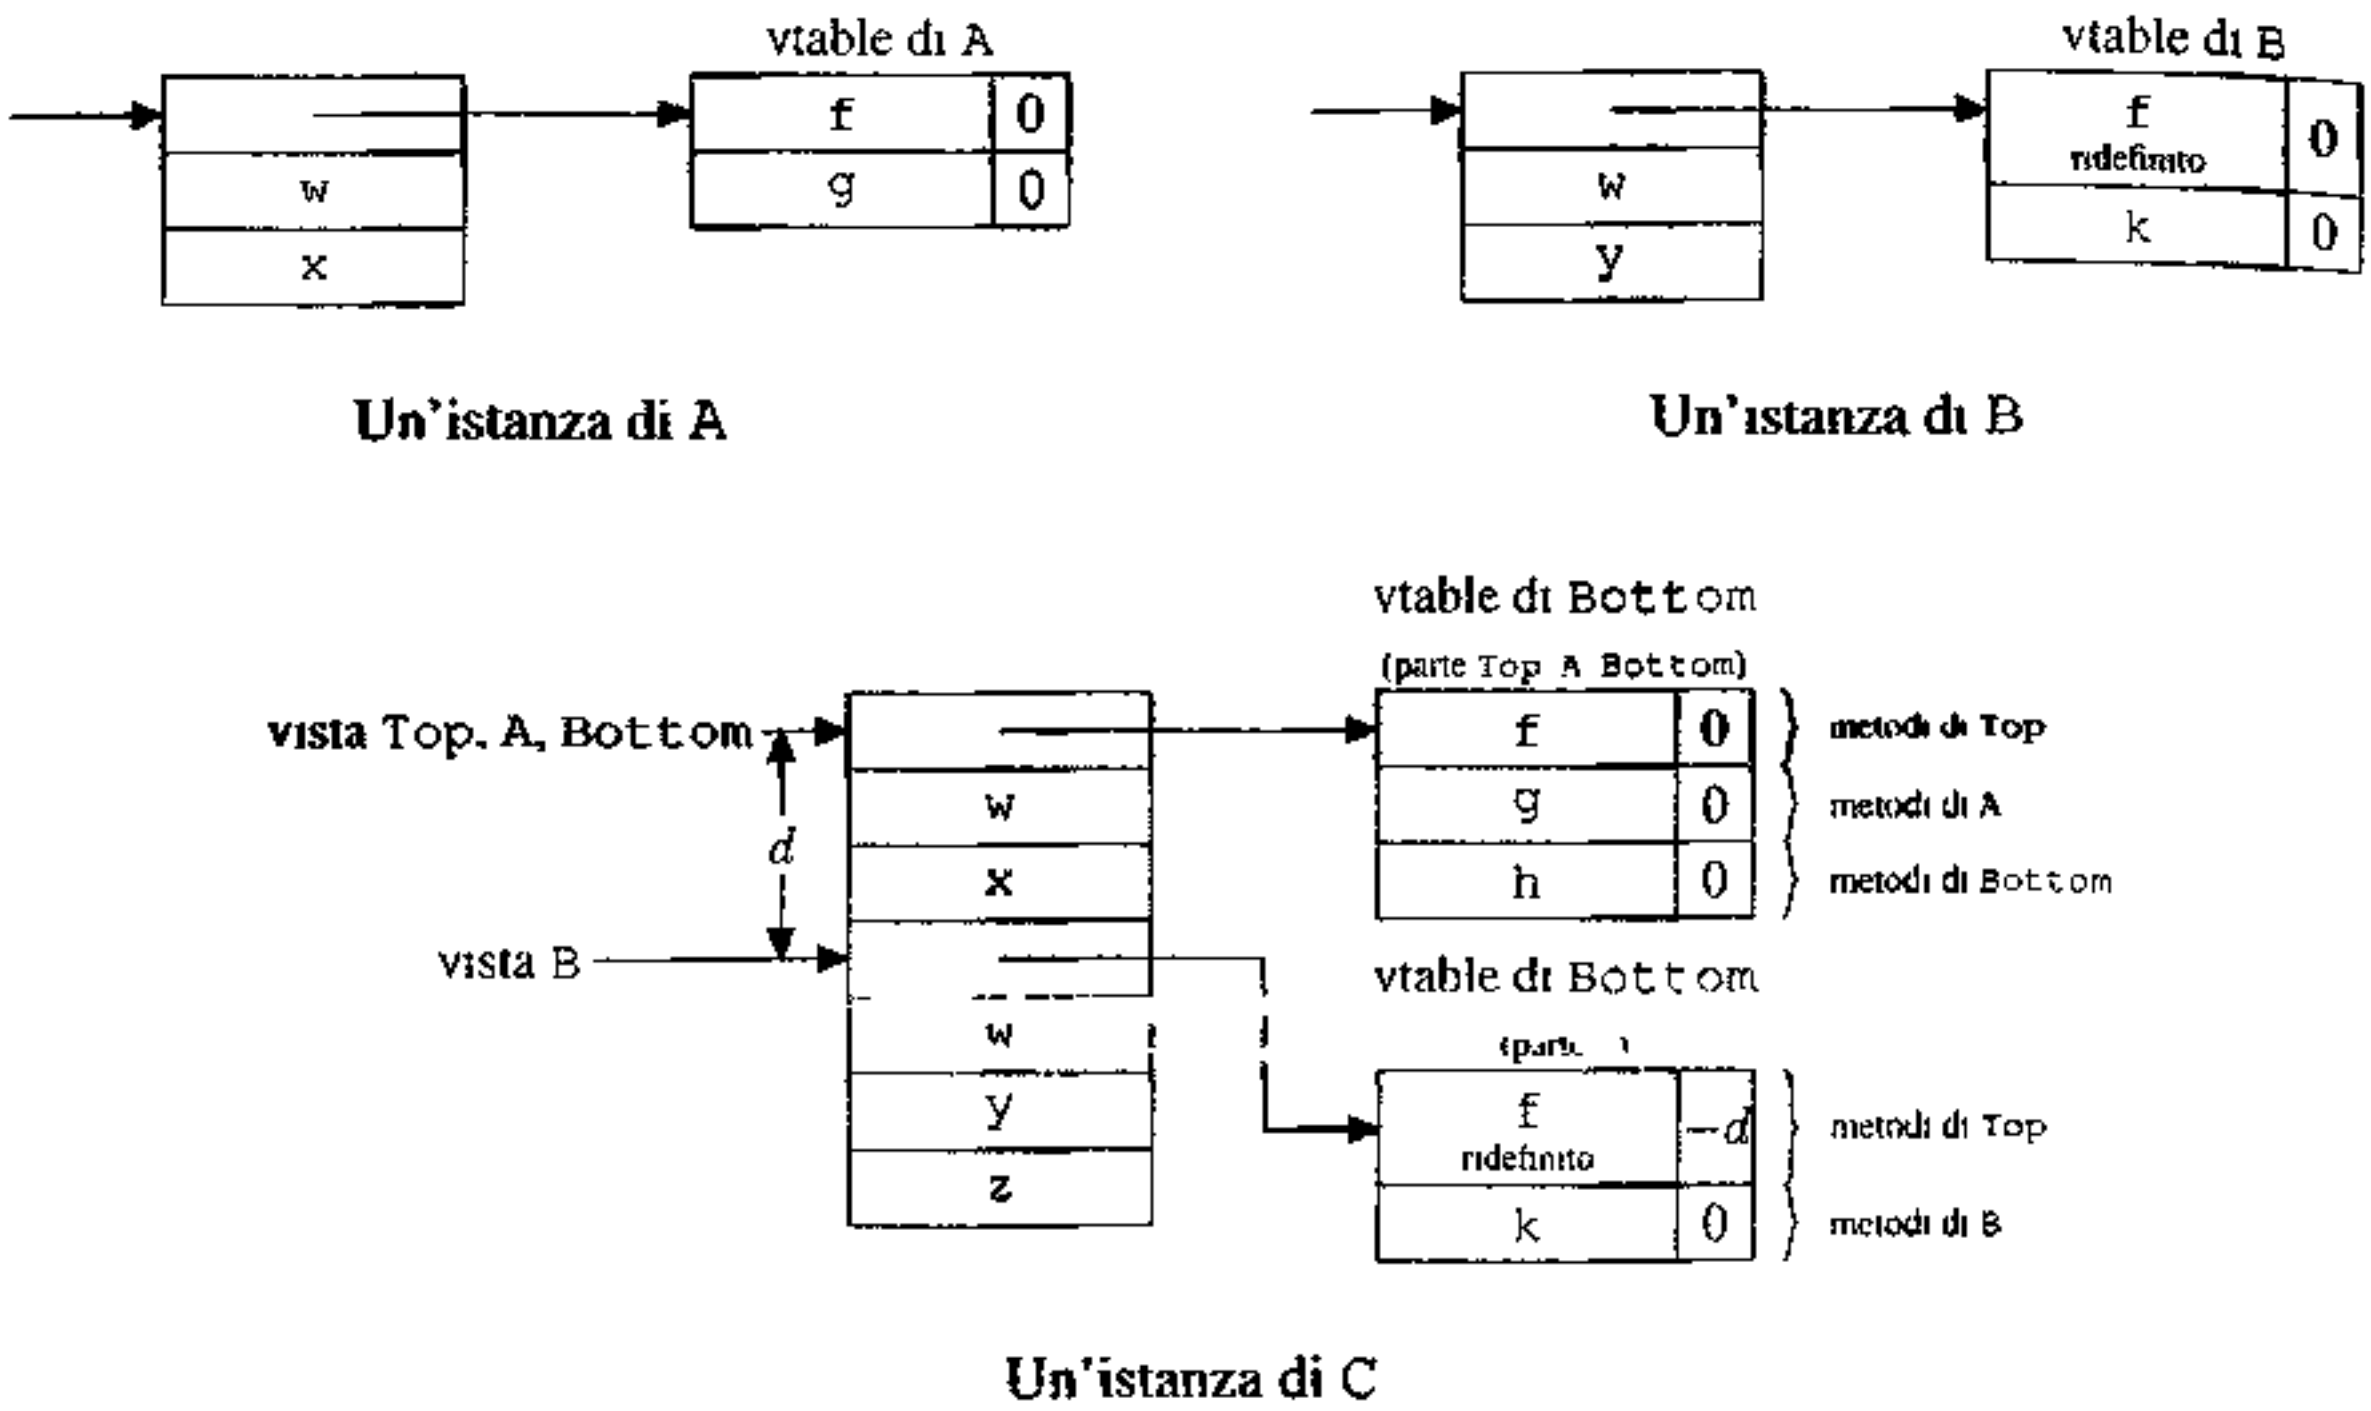 vtable di A
f 0
g 0
w
x
Un'istanza di A
vtable di B
f 0
ridefinito
k 0
w
y
Un'istanza di B
vtable di Bottom
(parte Top A Bottom)
vista Top, A, Bottom
f 0 metodi di Top
w
g 0 metodi di A
d
x
h 0 metodi di Bottom
vista B
vtable di Bottom
(parte )
w
y
f -d metodi di Top
ridefinito
z
k 0 metodi di B
Un'istanza di C